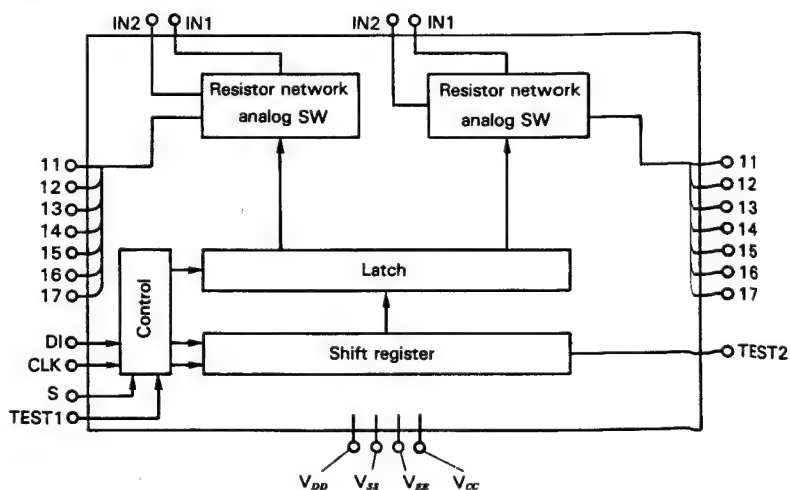 IN2 IN1
IN2 IN1
Resistor network
analog SW
Resistor network
analog SW
11
12
13
14
15
16
17
11
12
13
14
15
16
17
Control
Latch
Shift register
DI
CLK
S
TEST1
TEST2
VDD
VSS
VEE
VCC